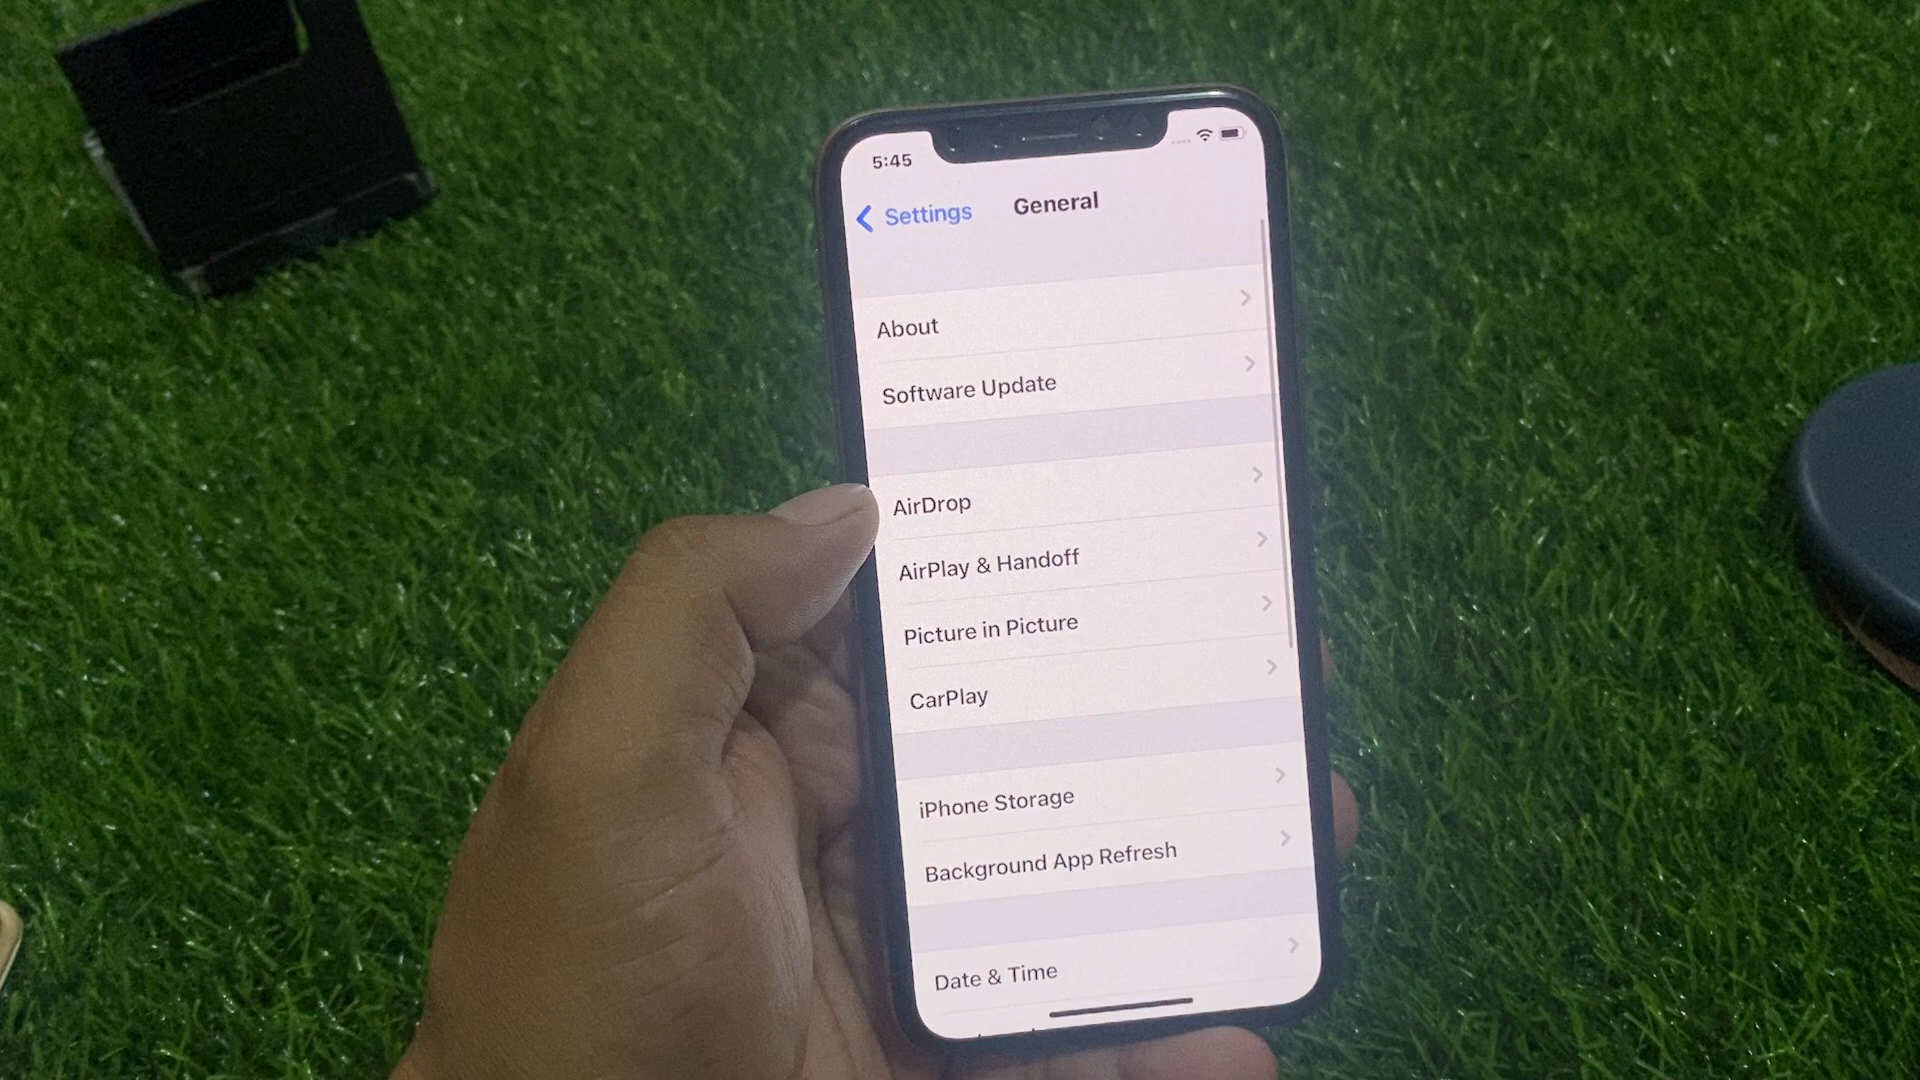 5:45
Settings
General
About
Software Update
AirDrop
AirPlay & Handoff
Picture in Picture
CarPlay
iPhone Storage
Background App Refresh
Date & Time